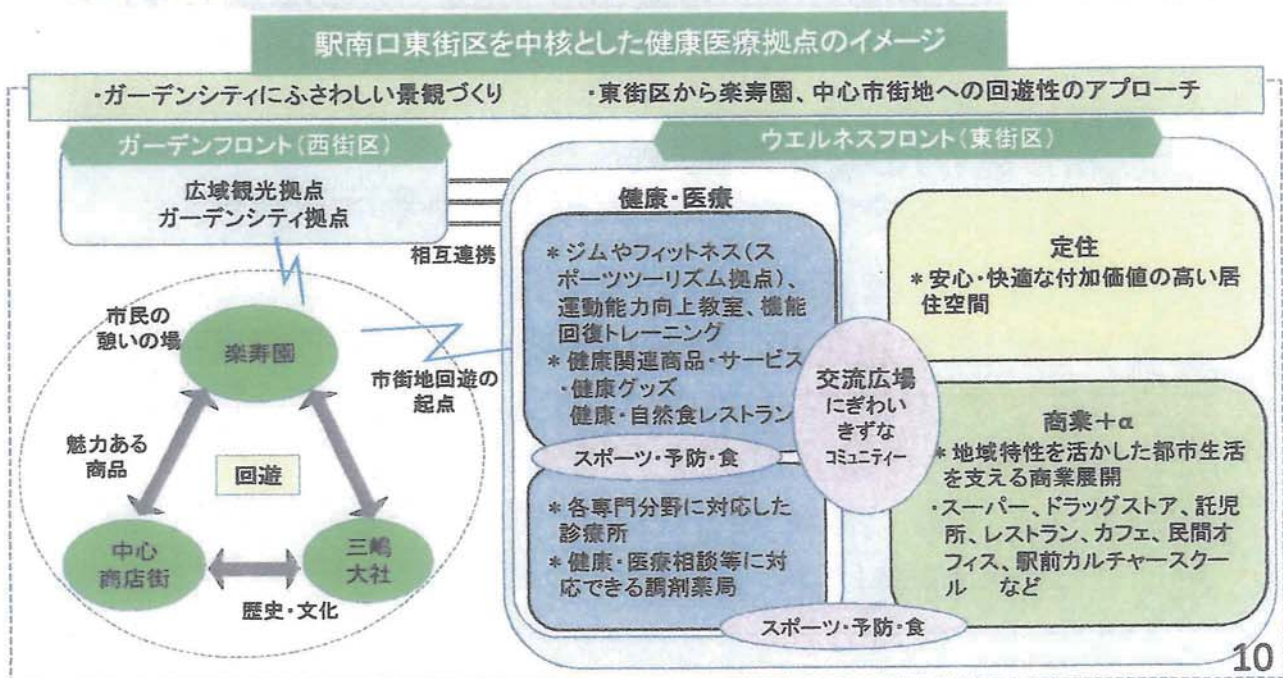 駅南口東街区を中核とした健康医療拠点のイメージ
・ガーデンシティにふさわしい景観づくり
・東街区から楽寿園、中心市街地への回遊性のアプローチ
ガーデンフロント(西街区)
広域観光拠点
ガーデンシティ拠点
相互連携
市民の
憩いの場
楽寿園
市街地回遊の
起点
魅力ある
商品
回遊
中心
商店街
三嶋
大社
歴史・文化
ウエルネスフロント(東街区)
健康・医療
＊ジムやフィットネス(ス
ポーツツーリズム拠点)、
運動能力向上教室、機能
回復トレーニング
＊健康関連商品・サービス
・健康グッズ
健康・自然食レストラン
スポーツ・予防・食
＊各専門分野に対応した
診療所
＊健康・医療相談等に対
応できる調剤薬局
交流広場
にぎわい
きずな
コミュニティー
定住
＊安心・快適な付加価値の高い居
住空間
商業＋α
＊地域特性を活かした都市生活
を支える商業展開
・スーパー、ドラッグストア、託児
所、レストラン、カフェ、民間オ
フィス、駅前カルチャースクー
ル　など
スポーツ・予防・食
10